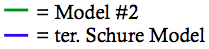 = Model #2
= ter. Schure Model